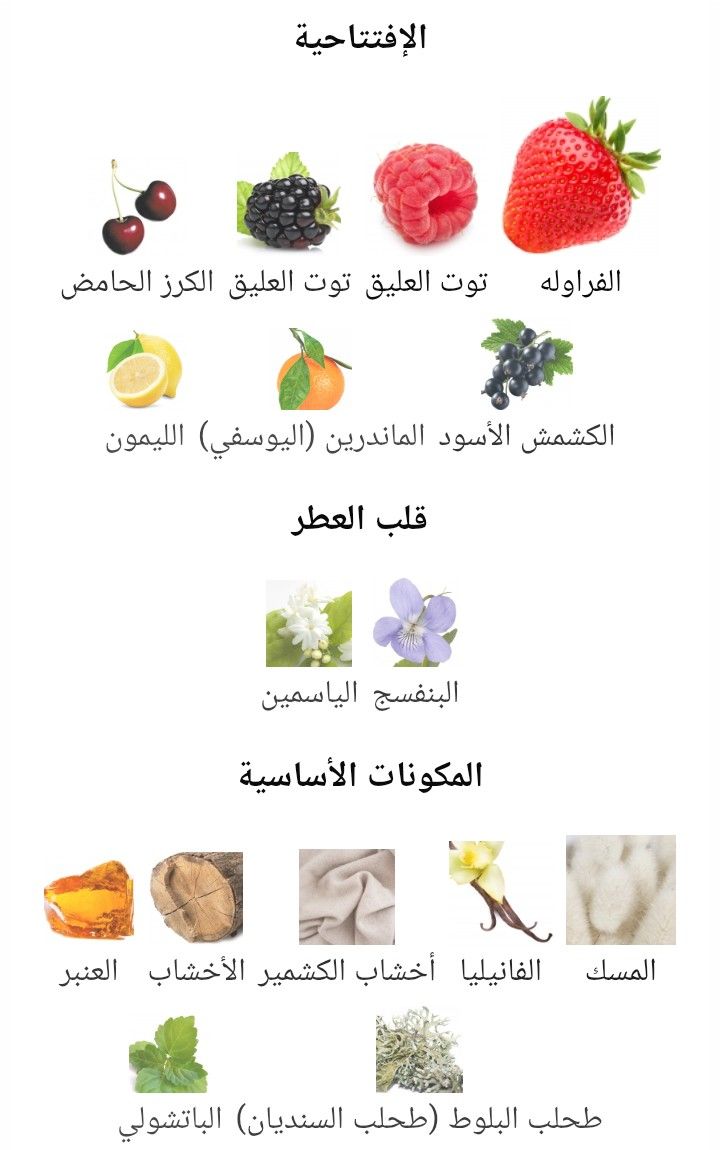 الإفتتاحية
الفراوله توت العليق توت العليق الكرز الحامض
الكشمش الأسود الماندرين (اليوسفي) الليمون
قلب العطر
البنفسج الياسمين
المكونات الأساسية
المسك الفانيليا أخشاب الكشمير الأخشاب العنبر
طحلب البلوط (طحلب السنديان) الباتشولي